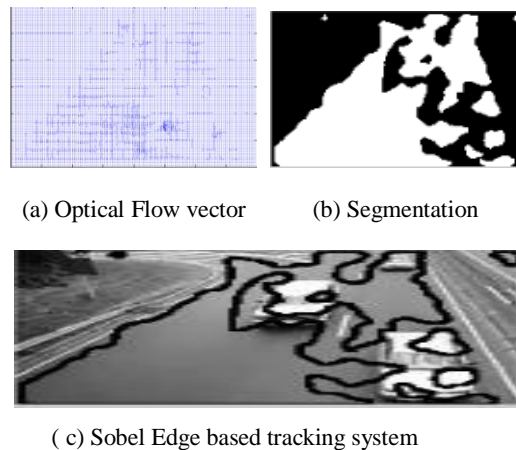 (a) Optical Flow vector
(b) Segmentation
( c) Sobel Edge based tracking system